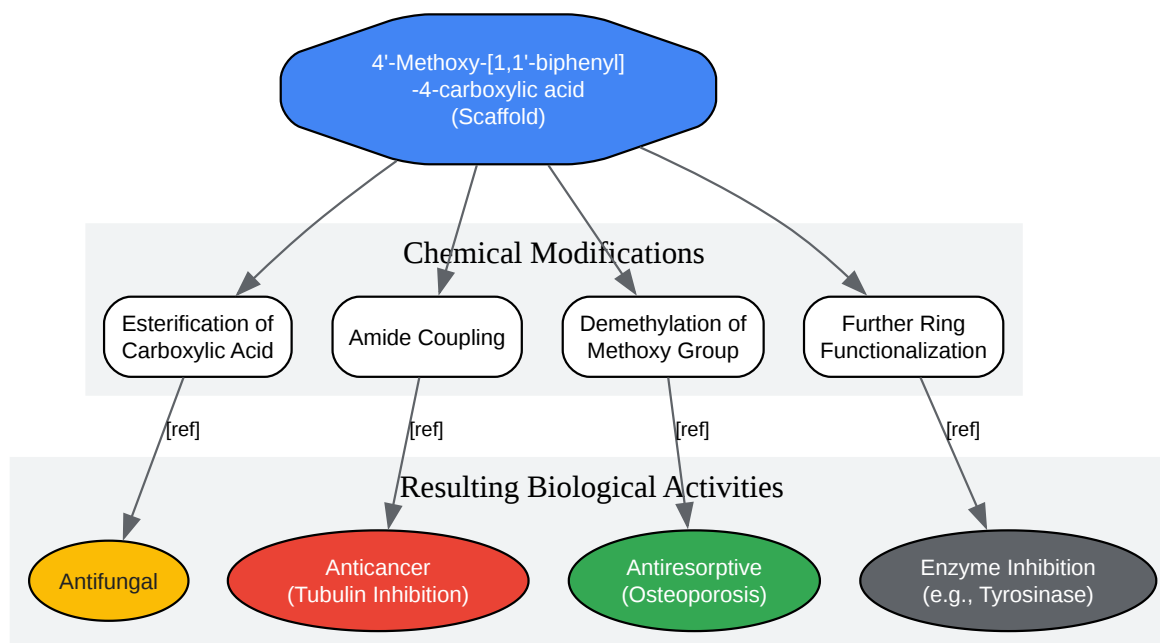 4'-Methoxy-[1,1'-biphenyl]
-4-carboxylic acid
(Scaffold)
Chemical Modifications
Esterification of
Carboxylic Acid
Amide Coupling
Demethylation of
Methoxy Group
Further Ring
Functionalization
[ref]
[ref]
[ref]
[ref]
Resulting Biological Activities
Antifungal
Anticancer
(Tubulin Inhibition)
Antiresorptive
(Osteoporosis)
Enzyme Inhibition
(e.g., Tyrosinase)